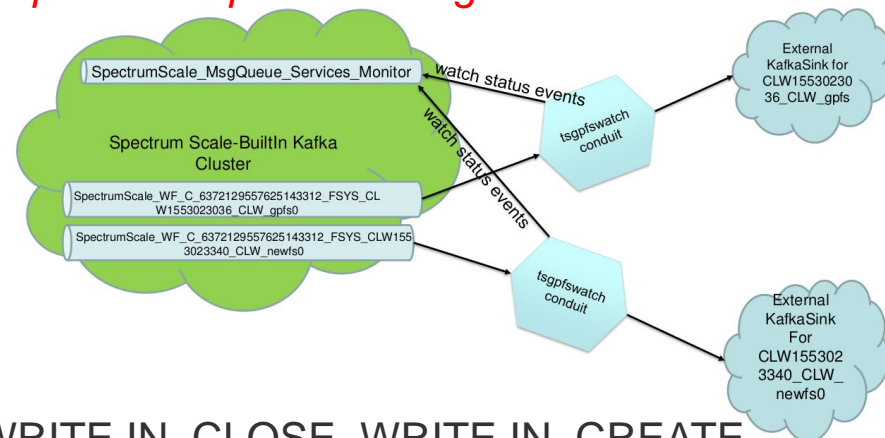 SpectrumScale_MsgQueue_Services_Monitor
watch status events
External
KafkaSink for
CLW15530230
36_CLW_gpfs
tsgpfswatch
conduit
Spectrum Scale-BuiltIn Kafka
Cluster
watch status events
SpectrumScale_WF_C_6372129557625143312_FSYS_CL
W1553023036_CLW_gpfs0
SpectrumScale_WF_C_6372129557625143312_FSYS_CLW155
3023340_CLW_newfs0
tsgpfswatch
conduit
External
KafkaSink
For
CLW155302
3340_CLW_
newfs0